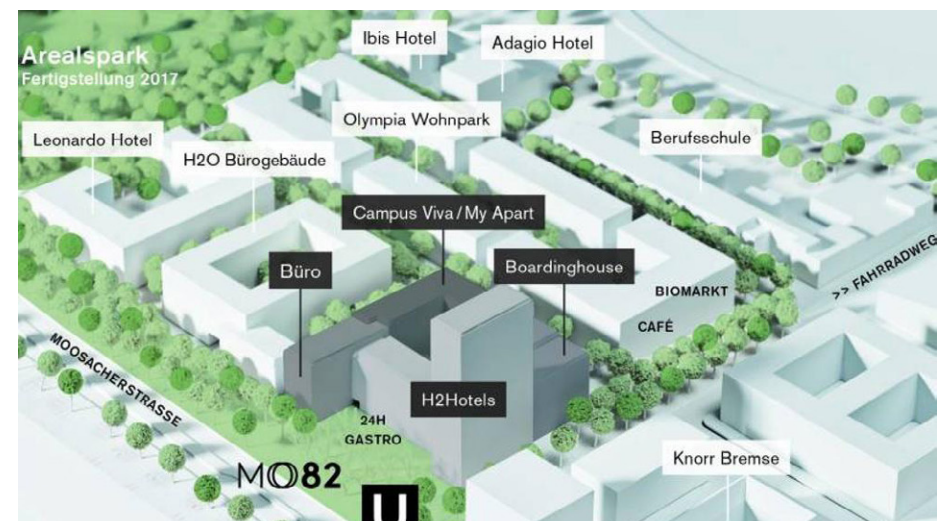 Ibis Hotel
Adagio Hotel
Arealspark
Fertigstellung 2017
Olympia Wohnpark
Leonardo Hotel
Berufsschule
H2O Bürogebäude
Campus Viva/My Apart
Büro
Boardinghouse
>> FAHRRADWEG
BIOMARKT
CAFÉ
MOOSACHERSTRASSE
H2Hotels
24H
GASTRO
Knorr Bremse
MO82
U